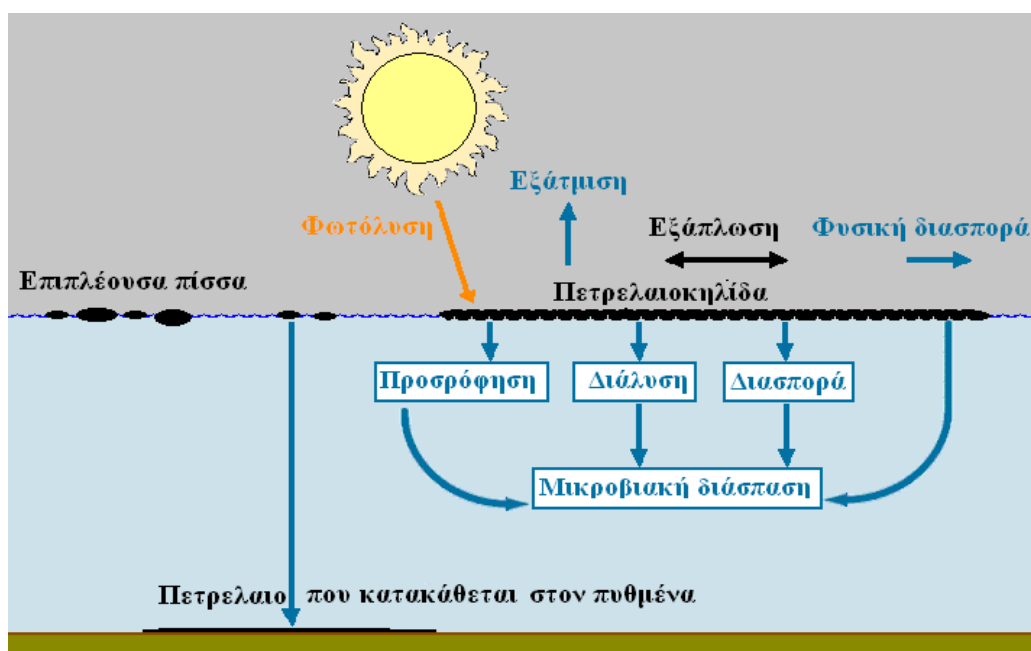 Εξάτμιση
Φωτόλυση
Εξάπλωση
Φυσική διασπορά
Επιπλέουσα πίσσα
Πετρελαιοκηλίδα
Προσρόφηση
Διάλυση
Διασπορά
Μικροβιακή διάσπαση
Πετρελαιο που κατακάθεται στον πυθμένα